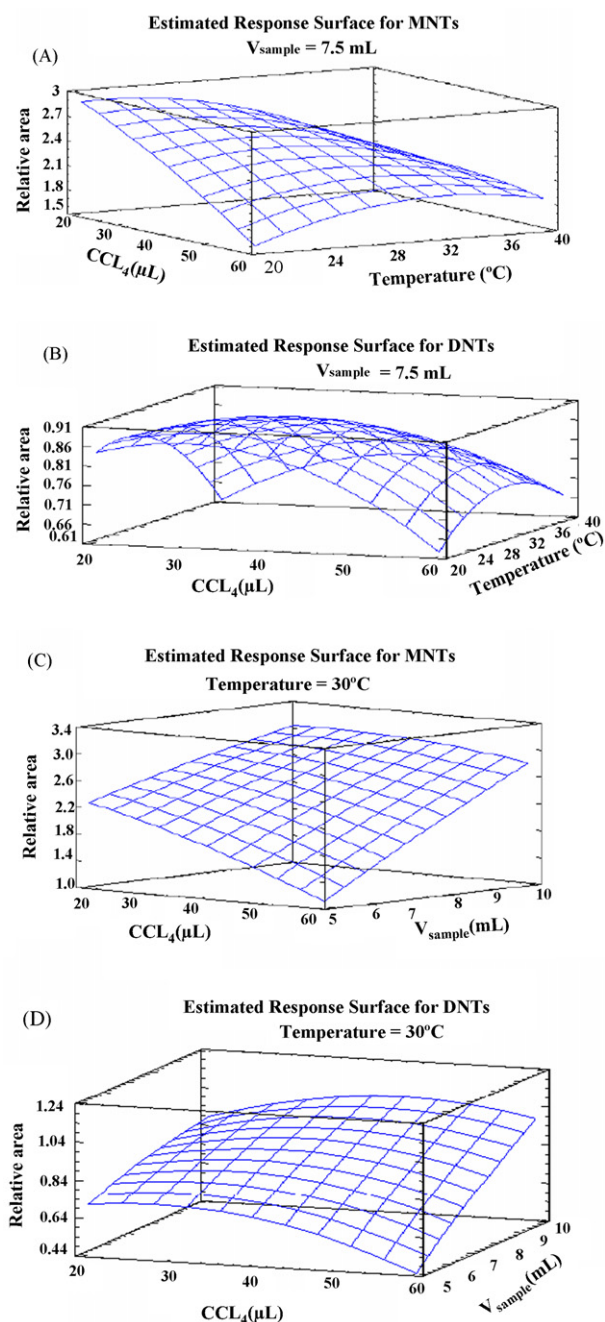 Estimated Response Surface for MNTs
(A)
Vsample = 7.5 mL
3
2.7
2.4
2.1
1.8
1.5
Relative area
20
30
40
50
60
CCL4(µL)
20
24
28
32
36
40
Temperature (ºC)
(B)
Estimated Response Surface for DNTs
Vsample = 7.5 mL
0.91
0.86
0.81
0.76
0.71
0.66
0.61
Relative area
20
30
40
50
60
CCL4(µL)
20
24
28
32
36
40
Temperature (ºC)
(C)
Estimated Response Surface for MNTs
Temperature = 30ºC
3.4
3.0
2.6
2.2
1.8
1.4
1.0
Relative area
20
30
40
50
60
CCL4(µL)
5
6
7
8
9
10
Vsample(mL)
(D)
Estimated Response Surface for DNTs
Temperature = 30ºC
1.24
1.04
0.84
0.64
0.44
Relative area
20
30
40
50
60
CCL4(µL)
5
6
7
8
9
10
Vsample(mL)